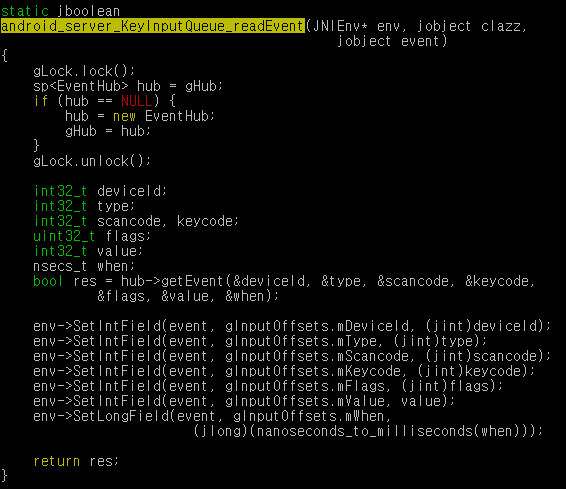 static jboolean
android_server_KeyInputQueue_readEvent(JNIEnv* env, jobject clazz,
                                          jobject event)
{
    gLock.lock();
    sp<EventHub> hub = gHub;
    if (hub == NULL) {
        hub = new EventHub;
        gHub = hub;
    }
    gLock.unlock();

    int32_t deviceId;
    int32_t type;
    int32_t scancode, keycode;
    uint32_t flags;
    int32_t value;
    nsecs_t when;
    bool res = hub->getEvent(&deviceId, &type, &scancode, &keycode,
            &flags, &value, &when);

    env->SetIntField(event, gInputOffsets.mDeviceId, (jint)deviceId);
    env->SetIntField(event, gInputOffsets.mType, (jint)type);
    env->SetIntField(event, gInputOffsets.mScancode, (jint)scancode);
    env->SetIntField(event, gInputOffsets.mKeycode, (jint)keycode);
    env->SetIntField(event, gInputOffsets.mFlags, (jint)flags);
    env->SetIntField(event, gInputOffsets.mValue, value);
    env->SetLongField(event, gInputOffsets.mWhen,
                        (jlong)(nanoseconds_to_milliseconds(when)));

    return res;
}